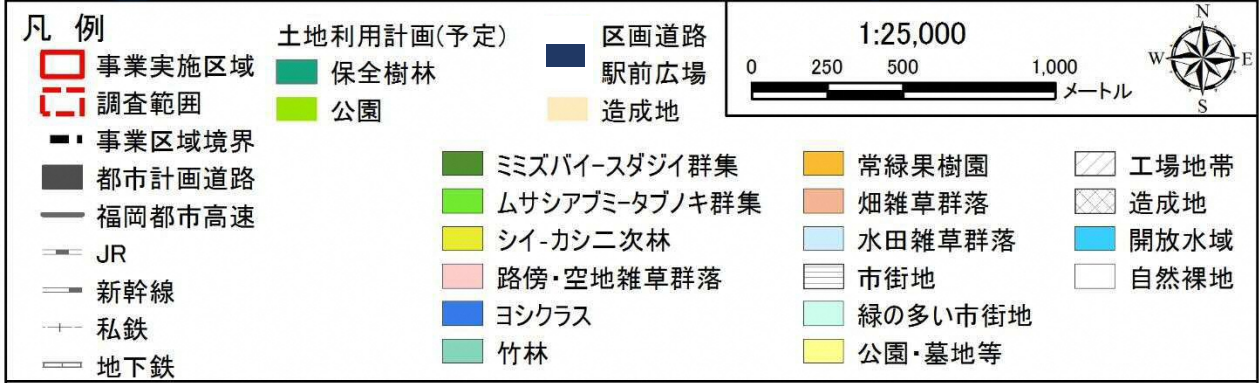 凡 例
事業実施区域
調査範囲
事業区域境界
都市計画道路
福岡都市高速
JR
新幹線
私鉄
地下鉄
土地利用計画(予定)
保全樹林
公園
区画道路
駅前広場
造成地
1:25,000
0 250 500 1,000
メートル
N
W E
S
ミミズバイースダジイ群集
ムサシアブミータブノキ群集
シイ-カシ二次林
路傍・空地雑草群落
ヨシクラス
竹林
常緑果樹園
畑雑草群落
水田雑草群落
市街地
緑の多い市街地
公園・墓地等
工場地帯
造成地
開放水域
自然裸地